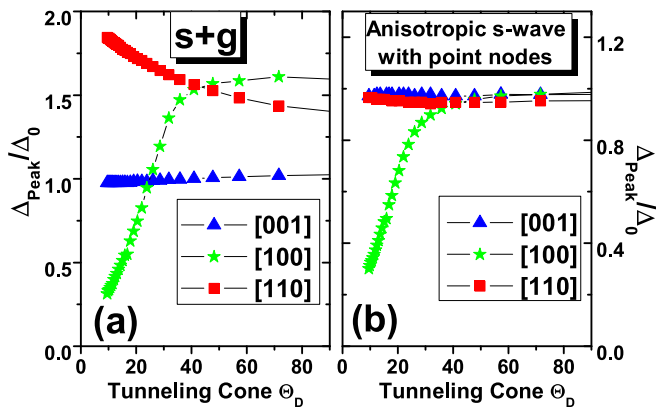 2.0
1.5
1.0
0.5
0.0
Δ_Peak/Δ_0
s+g
[001]
[100]
[110]
(a)
0 20 40 60 80
Tunneling Cone Θ_D
Anisotropic s-wave
with point nodes
[001]
[100]
[110]
(b)
0 20 40 60 80
Tunneling Cone Θ_D
1.2
0.8
0.4
0.0
Δ_Peak/Δ_0